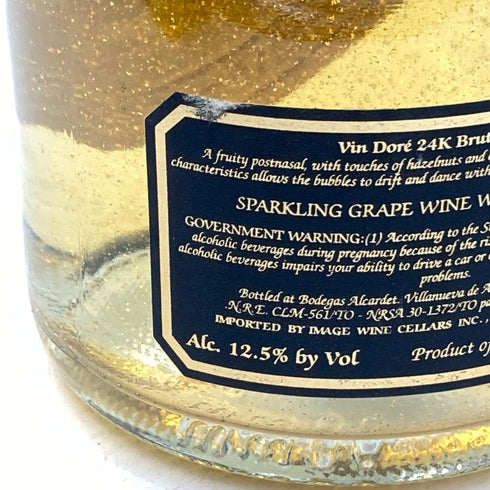 Vin Doré 24K Brut
A fruity postnasal, with touches of hazelnuts and
characteristics allows the bubbles to drift and dance with
SPARKLING GRAPE WINE W
GOVERNMENT WARNING:(1) According to the S
alcoholic beverages during pregnancy because of the ri
alcoholic beverages impairs your ability to drive a car or
problems.
Bottled at Bodegas Alcardet. Villanueva de A
N.R.E. CLM-561/TO - NRSA 30-1372/TO pa
IMPORTED BY IMAGE WINE CELLARS INC.,
Alc. 12.5% by Vol Product of